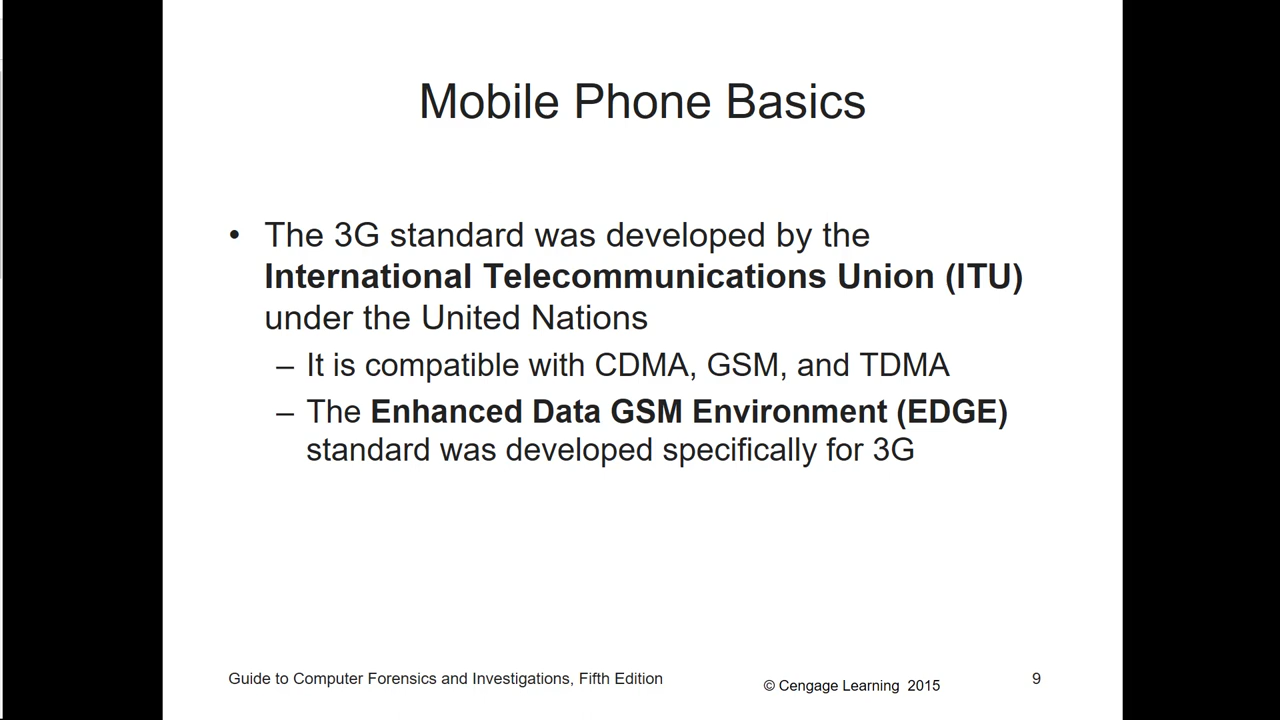 Mobile Phone Basics
• The 3G standard was developed by the
International Telecommunications Union (ITU)
under the United Nations
– It is compatible with CDMA, GSM, and TDMA
– The Enhanced Data GSM Environment (EDGE)
standard was developed specifically for 3G
Guide to Computer Forensics and Investigations, Fifth Edition
© Cengage Learning 2015
9